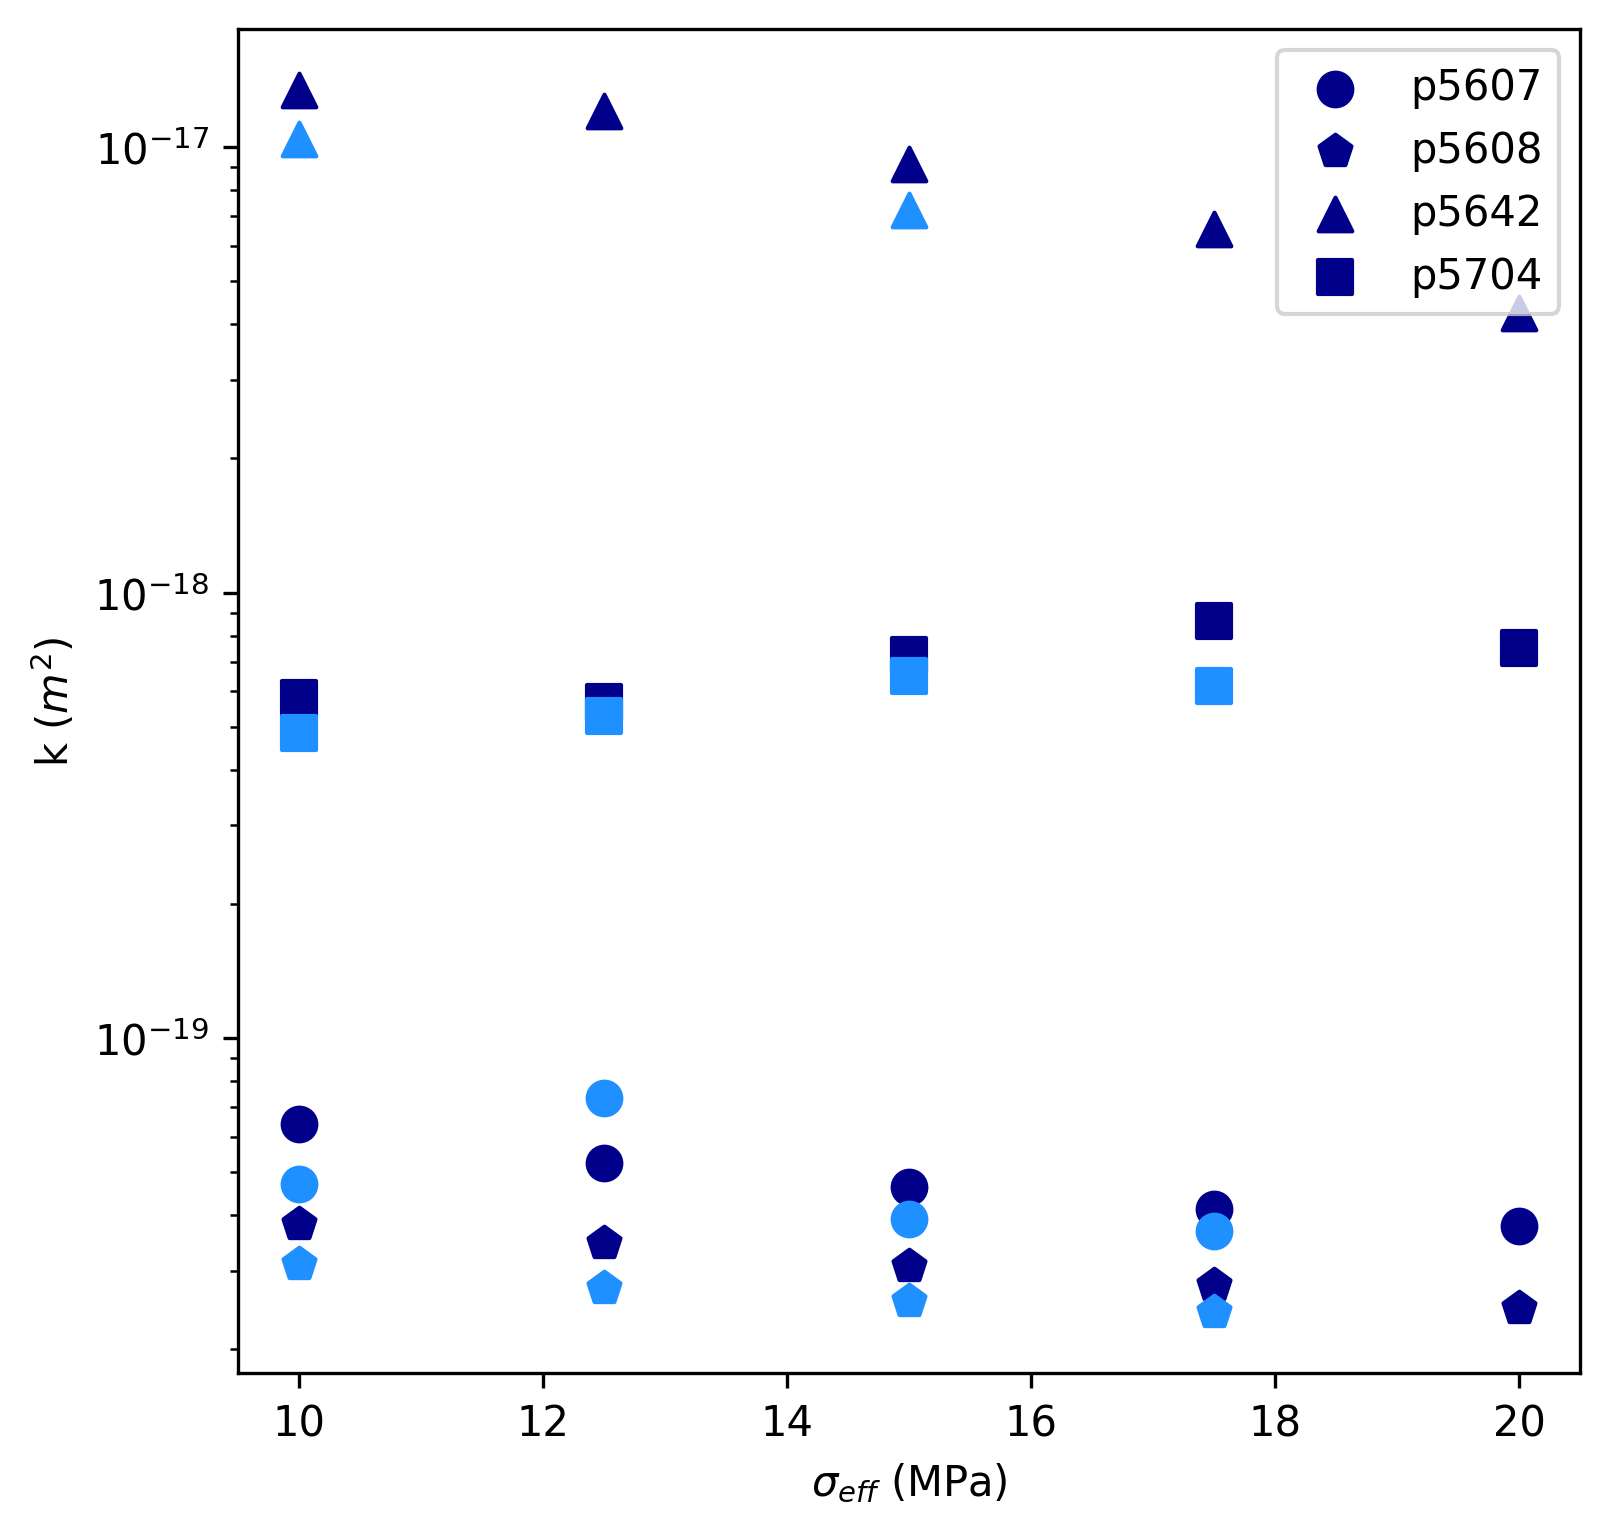 p5607
p5608
p5642
p5704
10⁻¹⁷
10⁻¹⁸
10⁻¹⁹
k (m²)
10 12 14 16 18 20
σeff (MPa)